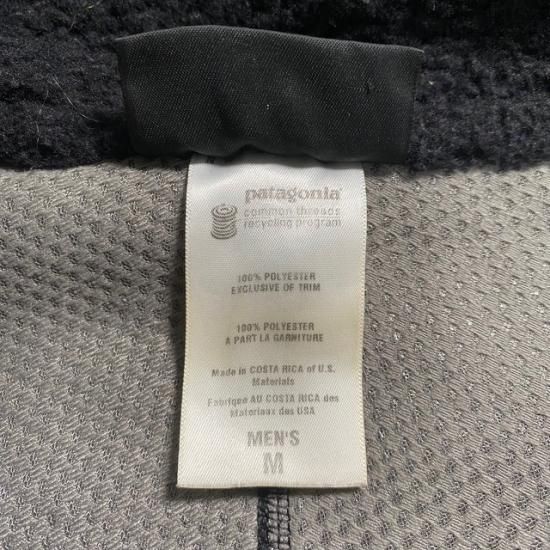 patagonia®
common threads
recycling program
100% POLYESTER
EXCLUSIVE OF TRIM
100% POLYESTER
A PART LA GARNITURE
Made in COSTA RICA of U.S.
Materials
Fabrique AU COSTA RICA des
Materiaux des USA
MEN'S
M